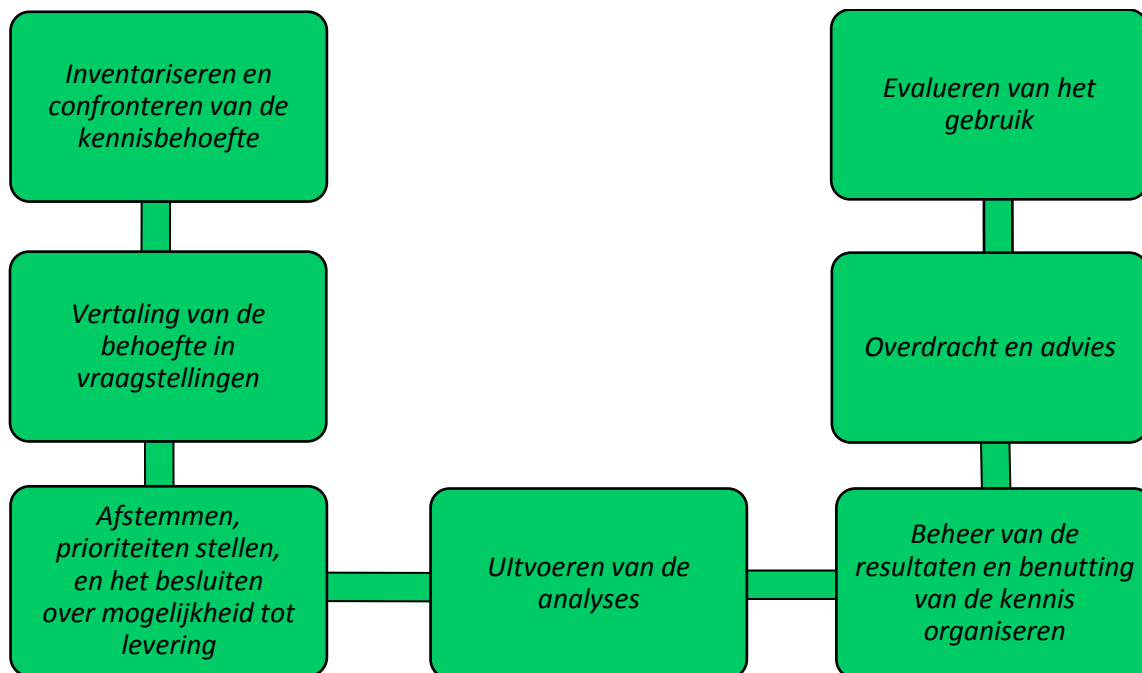 Inventariseren en
confronteren van de
kennisbehoefte
Vertaling van de
behoefte in
vraagstellingen
Afstemmen,
prioriteiten stellen,
en het besluiten
over mogelijkheid tot
levering
UItvoeren van de
analyses
Beheer van de
resultaten en benutting
van de kennis
organiseren
Overdracht en advies
Evalueren van het
gebruik